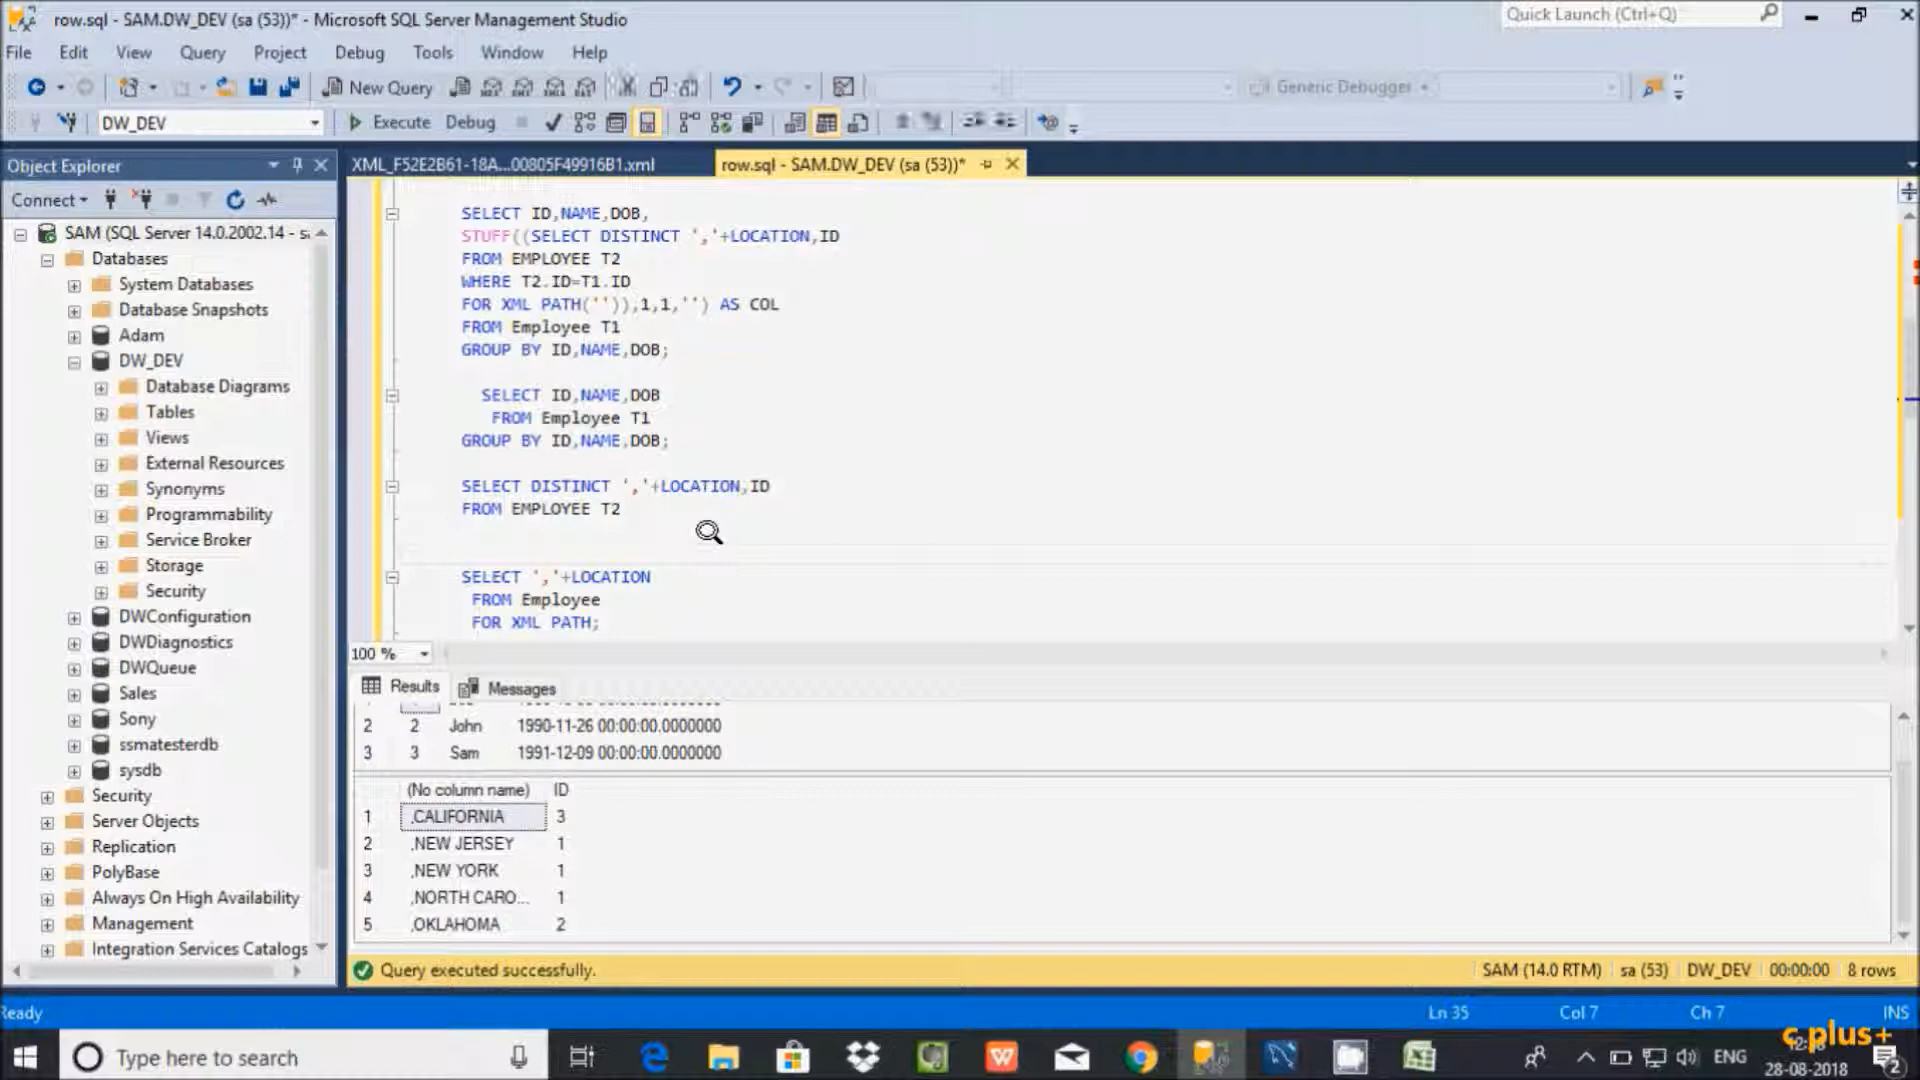 row.sql - SAM.DW_DEV (sa (53))* - Microsoft SQL Server Management Studio
Quick Launch (Ctrl+Q)
File Edit View Query Project Debug Tools Window Help
New Query
Generic Debugger
DW_DEV
Execute Debug
Object Explorer
XML_F52E2B61-18A...00805F49916B1.xml
row.sql - SAM.DW_DEV (sa (53))*
Connect
SAM (SQL Server 14.0.2002.14 - s
Databases
System Databases
Database Snapshots
Adam
DW_DEV
Database Diagrams
Tables
Views
External Resources
Synonyms
Programmability
Service Broker
Storage
Security
DWConfiguration
DWDiagnostics
DWQueue
Sales
Sony
ssmatesterdb
sysdb
Security
Server Objects
Replication
PolyBase
Always On High Availability
Management
Integration Services Catalogs
SELECT ID,NAME,DOB,
STUFF((SELECT DISTINCT ','+LOCATION,ID
FROM EMPLOYEE T2
WHERE T2.ID=T1.ID
FOR XML PATH('')),1,1,'') AS COL
FROM Employee T1
GROUP BY ID,NAME,DOB;
SELECT ID,NAME,DOB
FROM Employee T1
GROUP BY ID,NAME,DOB;
SELECT DISTINCT ','+LOCATION,ID
FROM EMPLOYEE T2
SELECT ','+LOCATION
FROM Employee
FOR XML PATH;
100 %
Results Messages
2 2 John 1990-11-26 00:00:00.0000000
3 3 Sam 1991-12-09 00:00:00.0000000
(No column name) ID
1 ,CALIFORNIA 3
2 ,NEW JERSEY 1
3 ,NEW YORK 1
4 ,NORTH CARO... 1
5 ,OKLAHOMA 2
Query executed successfully.
SAM (14.0 RTM) sa (53) DW_DEV 00:00:00 8 rows
Ready
Ln 35 Col 7 Ch 7 INS
Type here to search
ENG
c plus+
28-08-2018
2